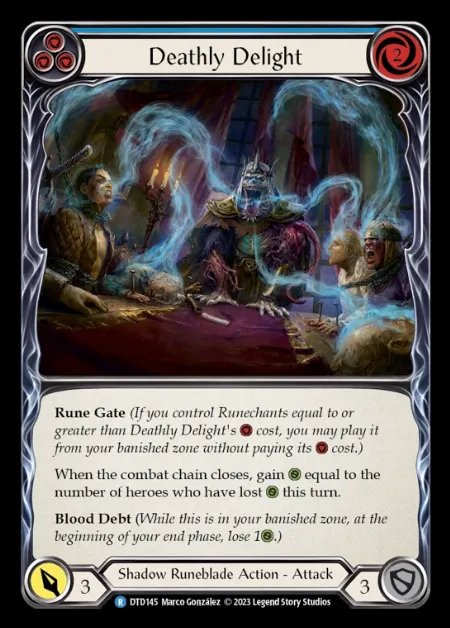 Deathly Delight
2
Rune Gate (If you control Runechants equal to or
greater than Deathly Delight's cost, you may play it
from your banished zone without paying its cost.)
When the combat chain closes, gain equal to the
number of heroes who have lost this turn.
Blood Debt (While this is in your banished zone, at the
beginning of your end phase, lose 1.)
3
Shadow Runeblade Action - Attack
3
R DTD145 Marco González © 2023 Legend Story Studios